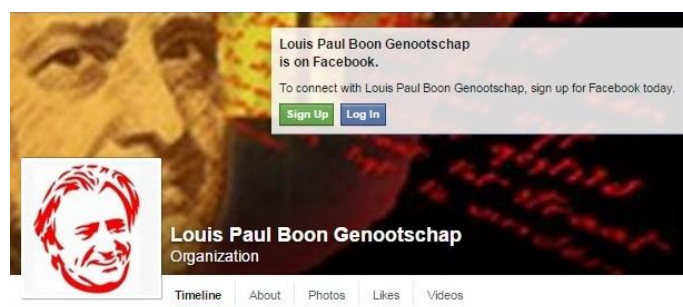 Louis Paul Boon Genootschap
is on Facebook.
To connect with Louis Paul Boon Genootschap, sign up for Facebook today.
Sign Up Log In
Louis Paul Boon Genootschap
Organization
Timeline About Photos Likes Videos